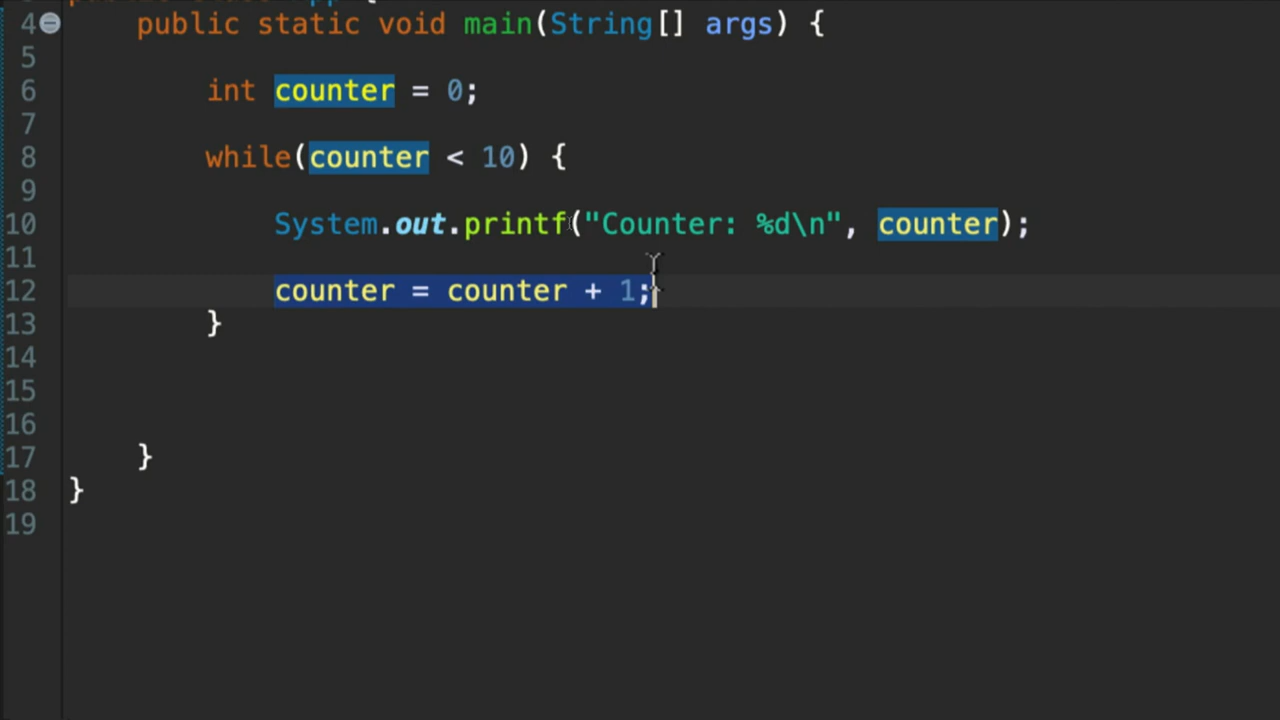 4 public static void main(String[] args) {
5
6 int counter = 0;
7
8 while(counter < 10) {
9
10 System.out.printf("Counter: %d\n", counter);
11
12 counter = counter + 1;
13 }
14
15
16
17 }
18 }
19